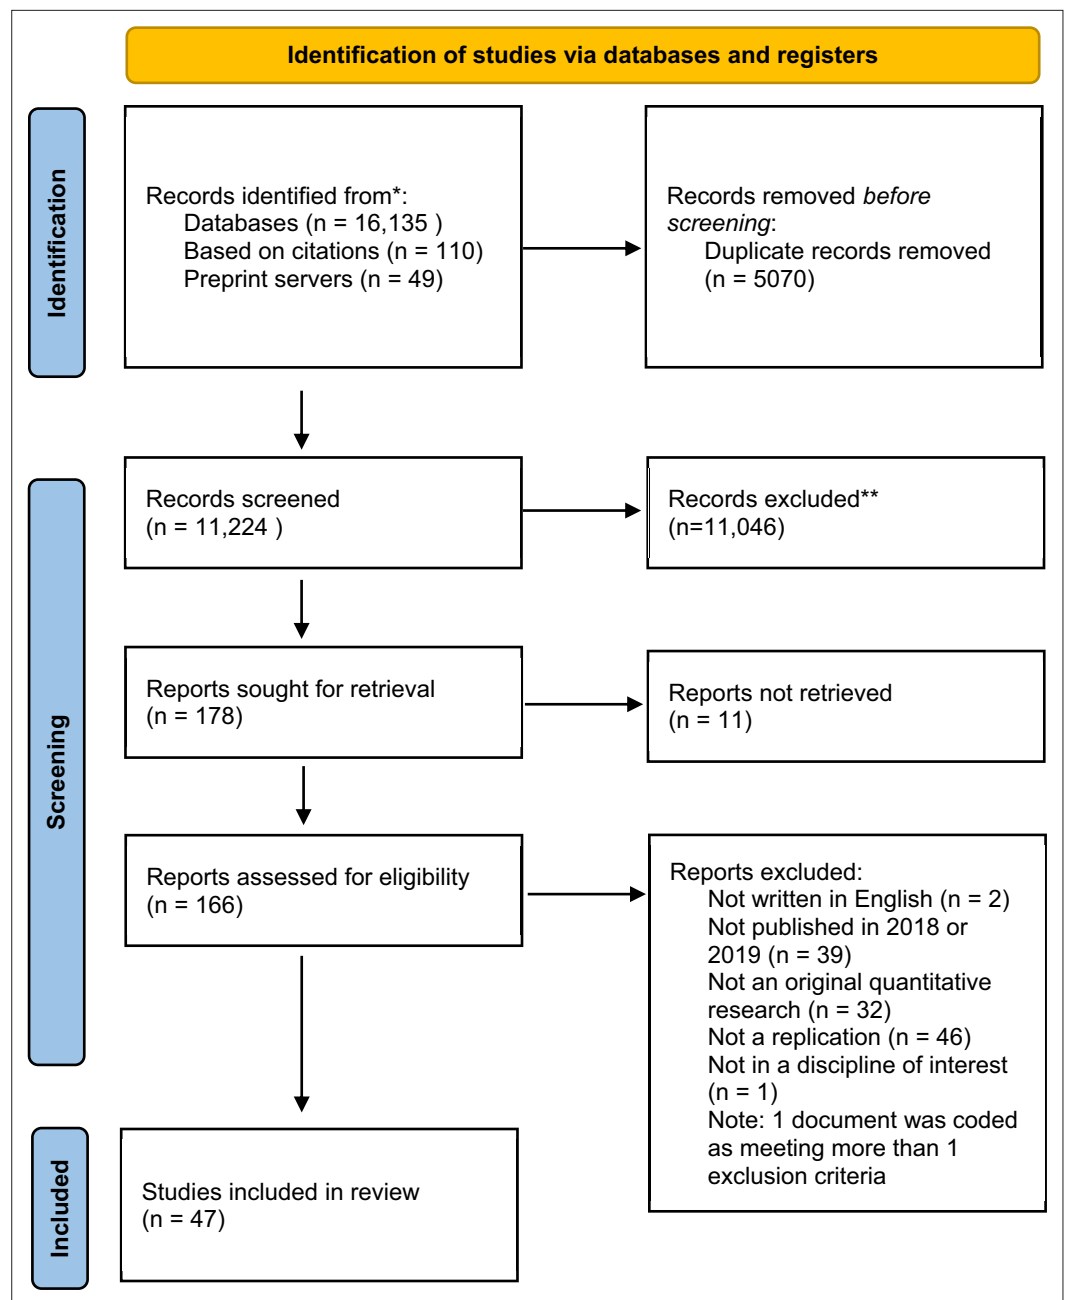 Identification of studies via databases and registers
Identification
Records identified from*:
Databases (n = 16,135 )
Based on citations (n = 110)
Preprint servers (n = 49)
Records removed before
screening:
Duplicate records removed
(n = 5070)
Screening
Records screened
(n = 11,224 )
Records excluded**
(n=11,046)
Reports sought for retrieval
(n = 178)
Reports not retrieved
(n = 11)
Reports assessed for eligibility
(n = 166)
Reports excluded:
Not written in English (n = 2)
Not published in 2018 or
2019 (n = 39)
Not an original quantitative
research (n = 32)
Not a replication (n = 46)
Not in a discipline of interest
(n = 1)
Note: 1 document was coded
as meeting more than 1
exclusion criteria
Included
Studies included in review
(n = 47)